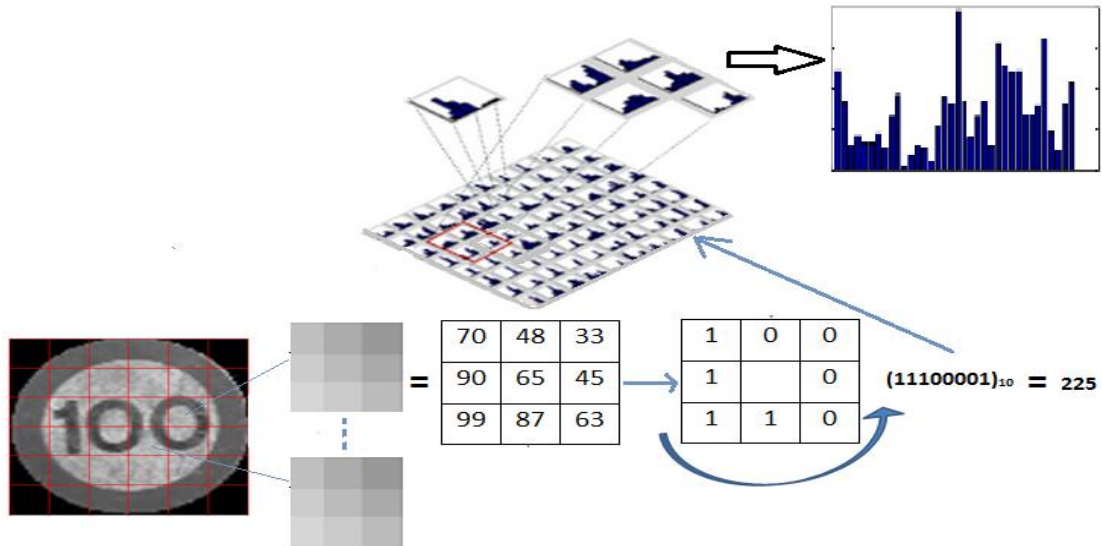 100
= 70 48 33
90 65 45
99 87 63
1 0 0
1 0
1 1 0
(11100001)₁₀ = 225